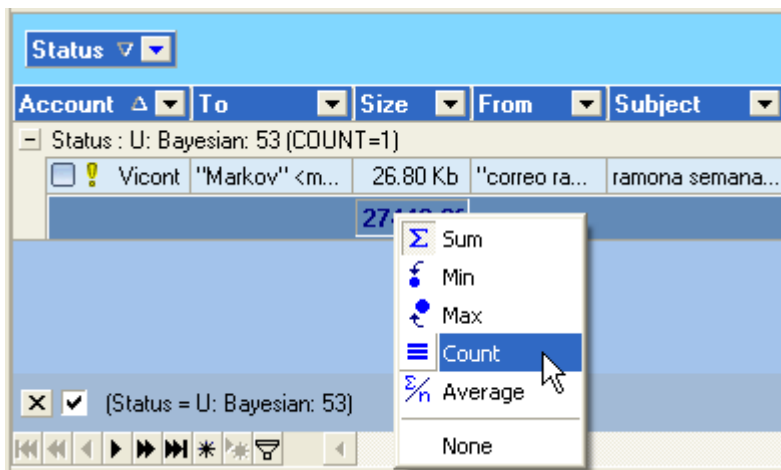 Status
Account To Size From Subject
Status : U: Bayesian: 53 (COUNT=1)
Vicont "Markov" <m... 26.80 Kb "correo ra... ramona semana...
Σ Sum
Min
Max
Count
Σ/n Average
None
(Status = U: Bayesian: 53)